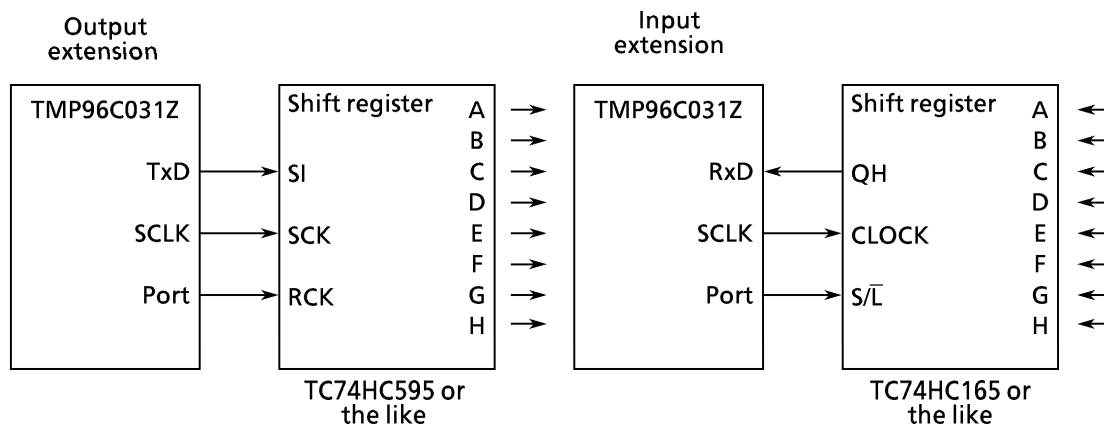 Output
extension
TMP96C031Z
TxD
SCLK
Port
Shift register
SI
SCK
RCK
A
B
C
D
E
F
G
H
TC74HC595 or
the like
Input
extension
TMP96C031Z
RxD
SCLK
Port
Shift register
QH
CLOCK
S/L̅
A
B
C
D
E
F
G
H
TC74HC165 or
the like